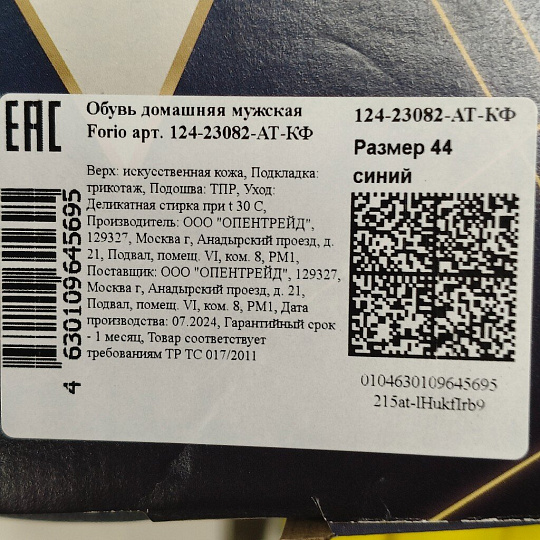 EAC
Обувь домашняя мужская
Forio арт. 124-23082-АТ-КФ
Верх: искусственная кожа, Подкладка:
трикотаж, Подошва: ТПР, Уход:
Деликатная стирка при t 30 С,
Производитель: ООО "ОПЕНТРЕЙД",
129327, Москва г, Анадырский проезд, д.
21, Подвал, помещ. VI, ком. 8, РМ1,
Поставщик: ООО "ОПЕНТРЕЙД", 129327,
Москва г, Анадырский проезд, д. 21,
Подвал, помещ. VI, ком. 8, РМ1, Дата
производства: 07.2024, Гарантийный срок
- 1 месяц, Товар соответствует
требованиям ТР ТС 017/2011
4 630109 645695
124-23082-АТ-КФ
Размер 44
синий
0104630109645695
215at-lHukfIrb9